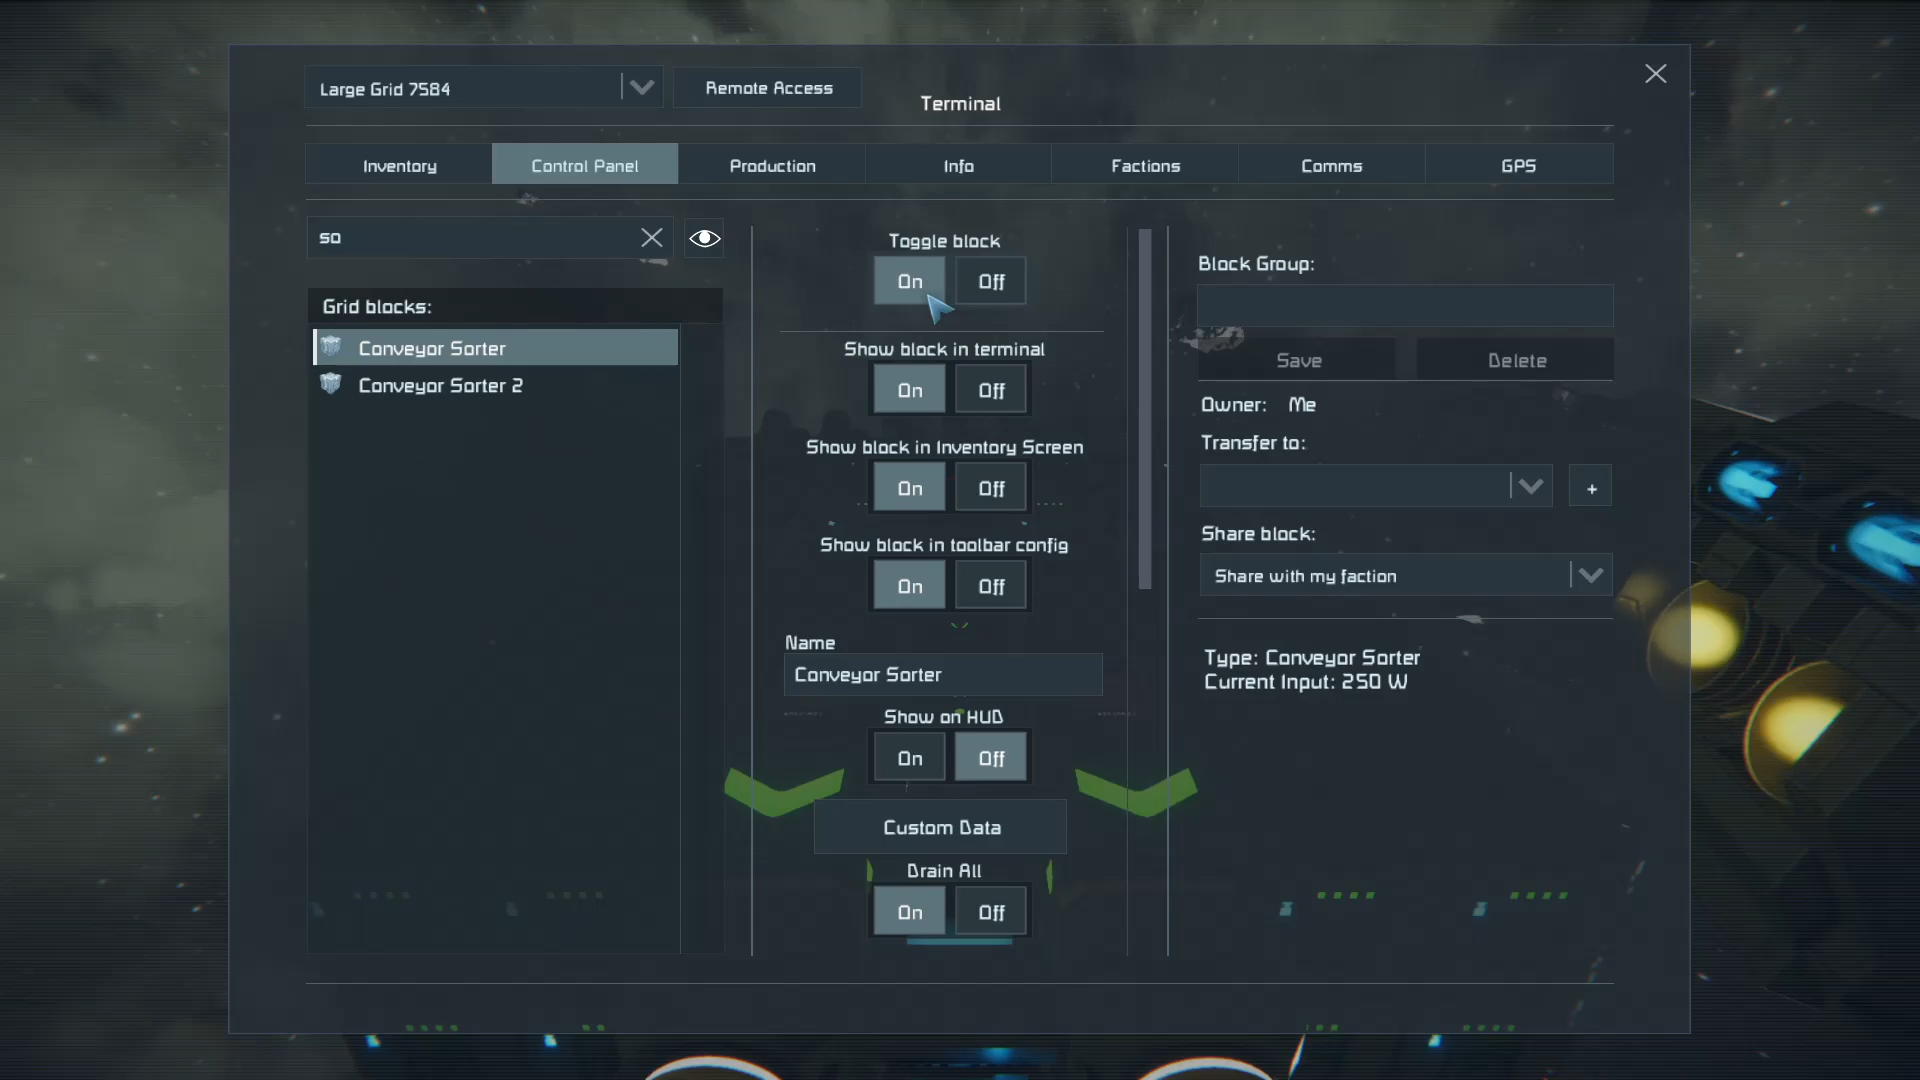 Large Grid 7584
Remote Access
Terminal
Inventory
Control Panel
Production
Info
Factions
Comms
GPS
so
Grid blocks:
Conveyor Sorter
Conveyor Sorter 2
Toggle block
On Off
Show block in terminal
On Off
Show block in Inventory Screen
On Off
Show block in toolbar config
On Off
Name
Conveyor Sorter
Show on HUD
On Off
Custom Data
Drain All
On Off
Block Group:
Save Delete
Owner: Me
Transfer to:
+
Share block:
Share with my faction
Type: Conveyor Sorter
Current Input: 250 W